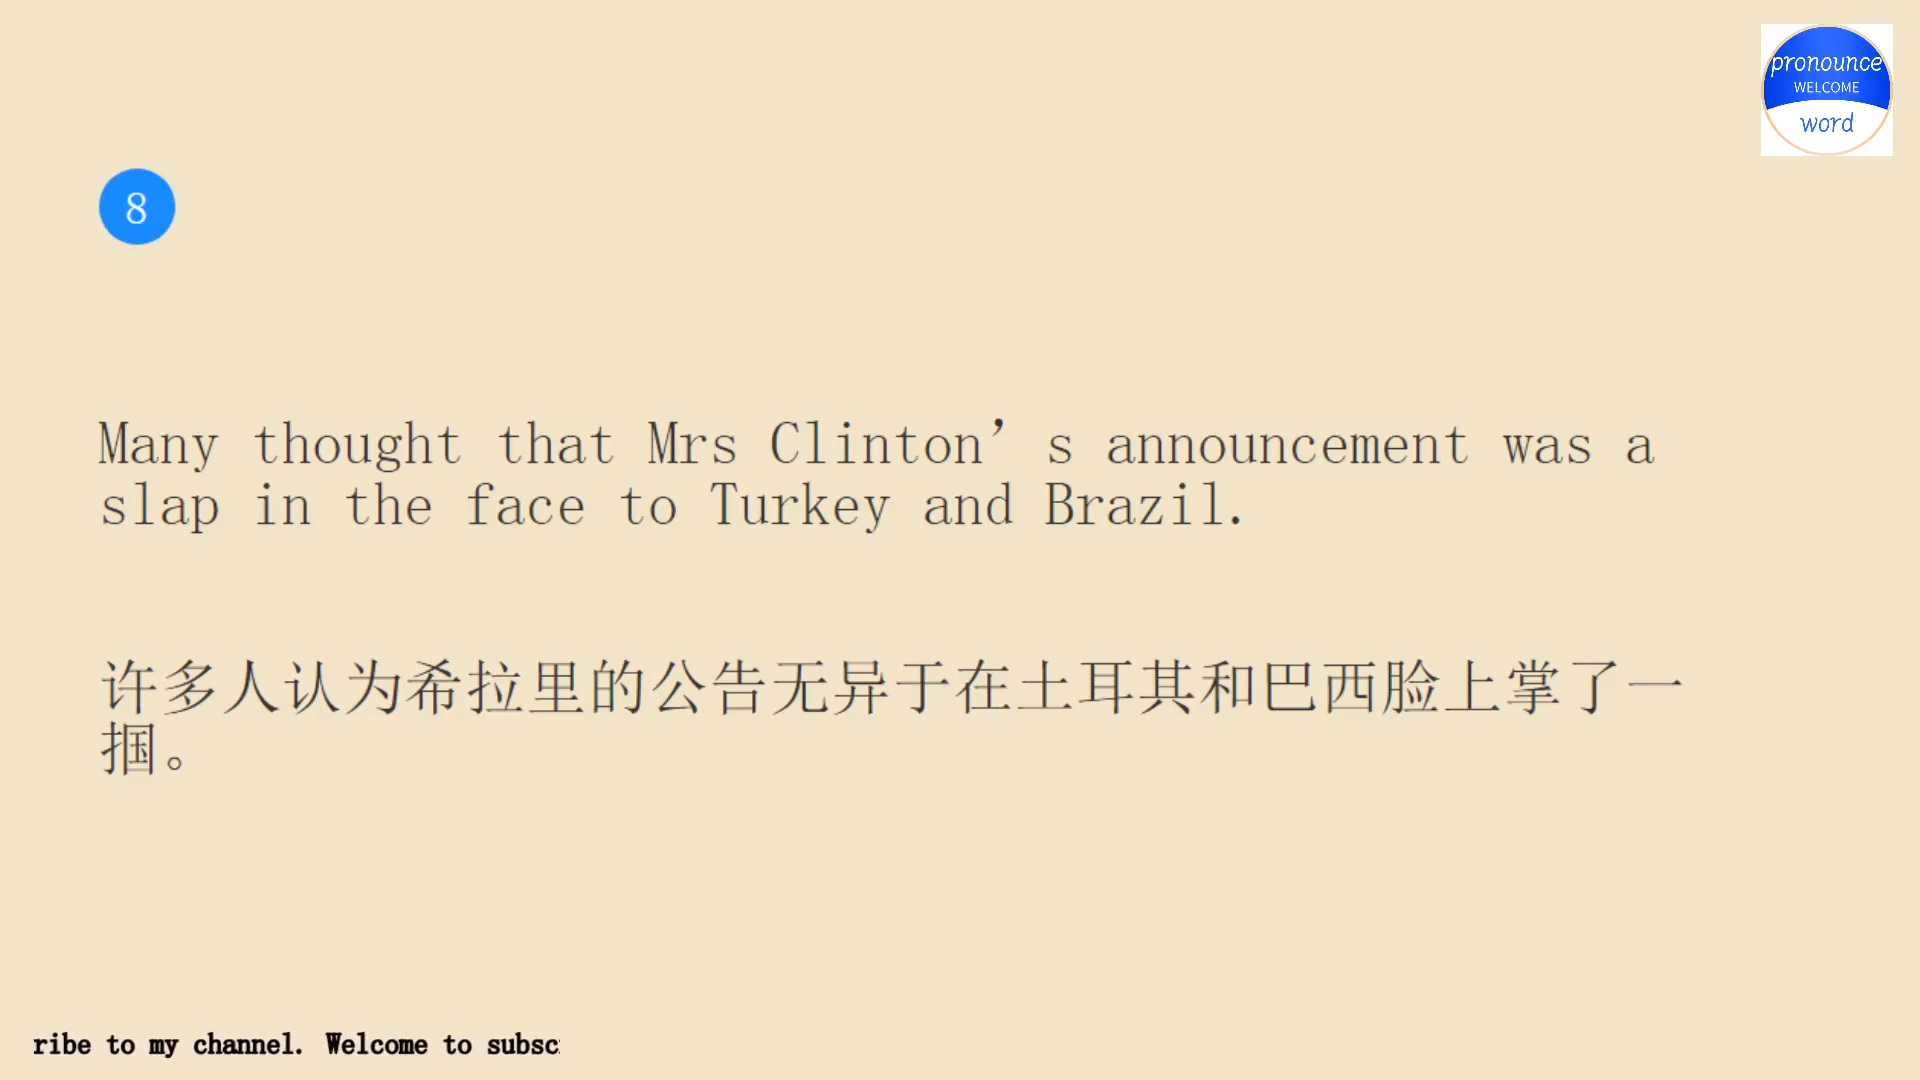 pronounce
WELCOME
word
8
Many thought that Mrs Clinton’s announcement was a
slap in the face to Turkey and Brazil.
许多人认为希拉里的公告无异于在土耳其和巴西脸上掌了一
掴。
ribe to my channel. Welcome to subsc